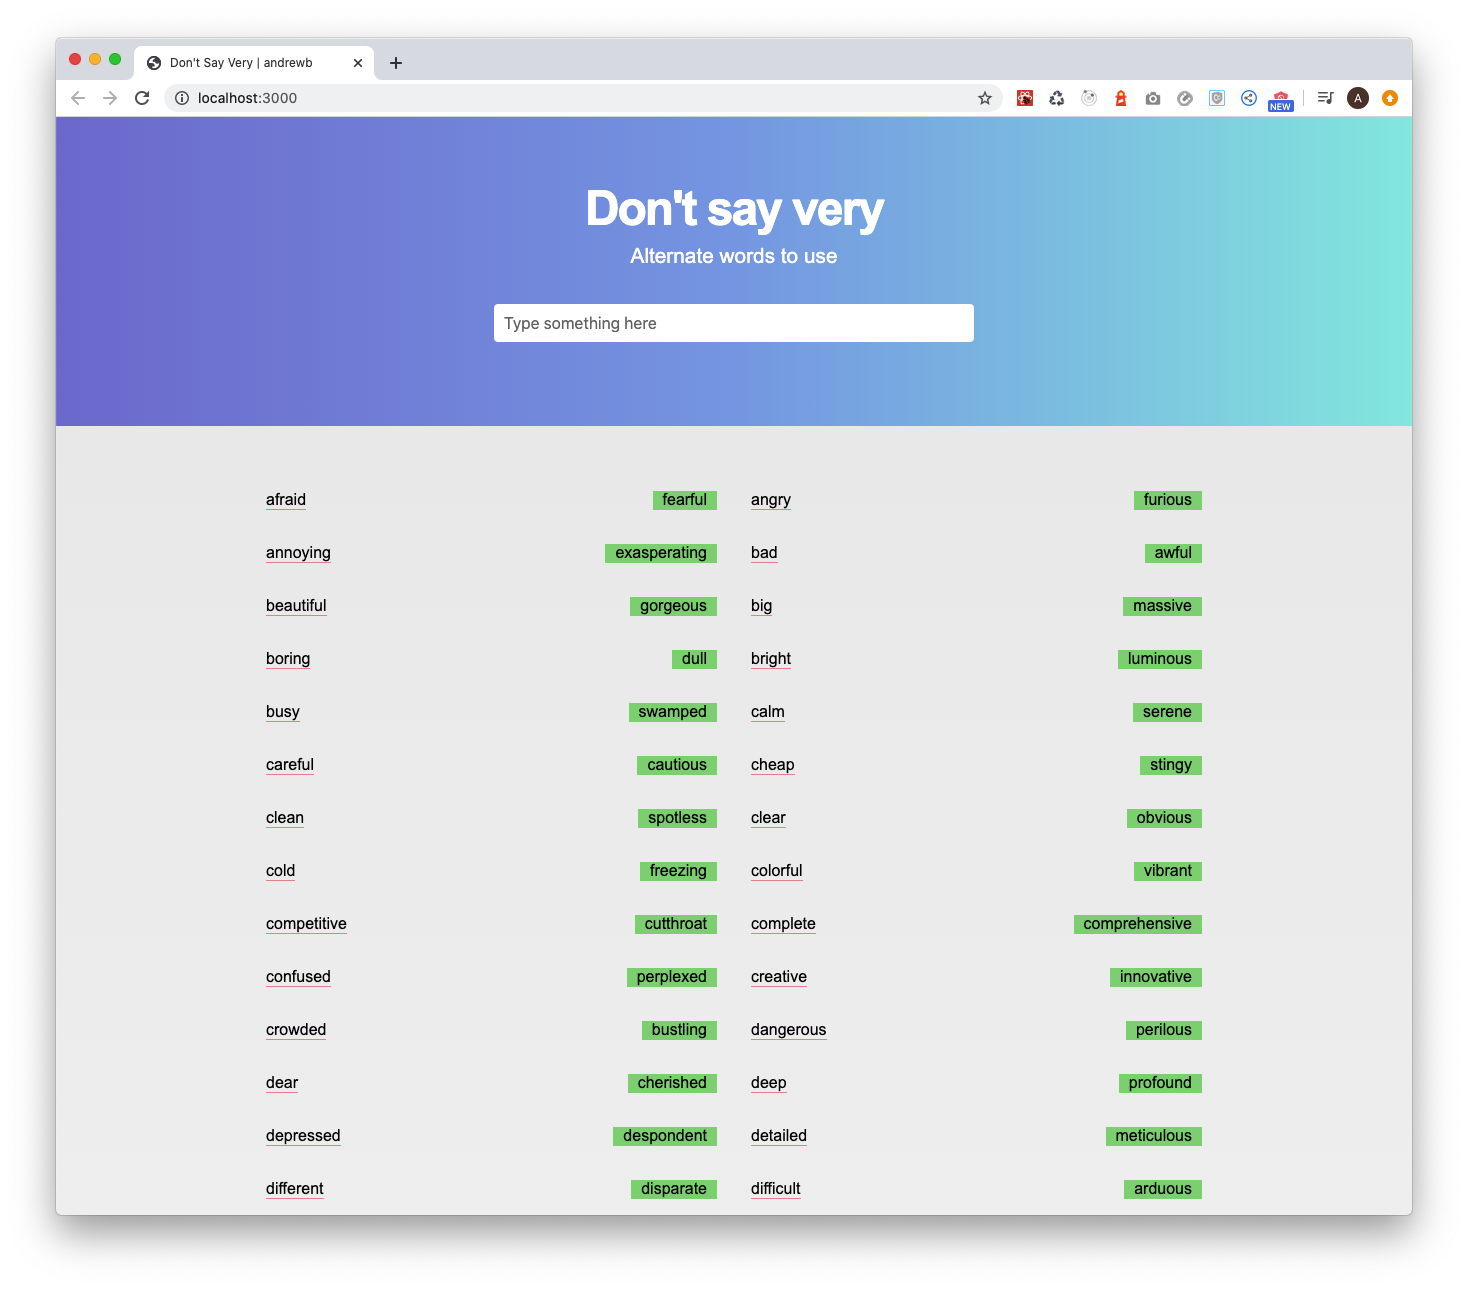 Don't Say Very | andrewb
localhost:3000
NEW
A
Don't say very
Alternate words to use
Type something here
afraid fearful angry furious
annoying exasperating bad awful
beautiful gorgeous big massive
boring dull bright luminous
busy swamped calm serene
careful cautious cheap stingy
clean spotless clear obvious
cold freezing colorful vibrant
competitive cutthroat complete comprehensive
confused perplexed creative innovative
crowded bustling dangerous perilous
dear cherished deep profound
depressed despondent detailed meticulous
different disparate difficult arduous